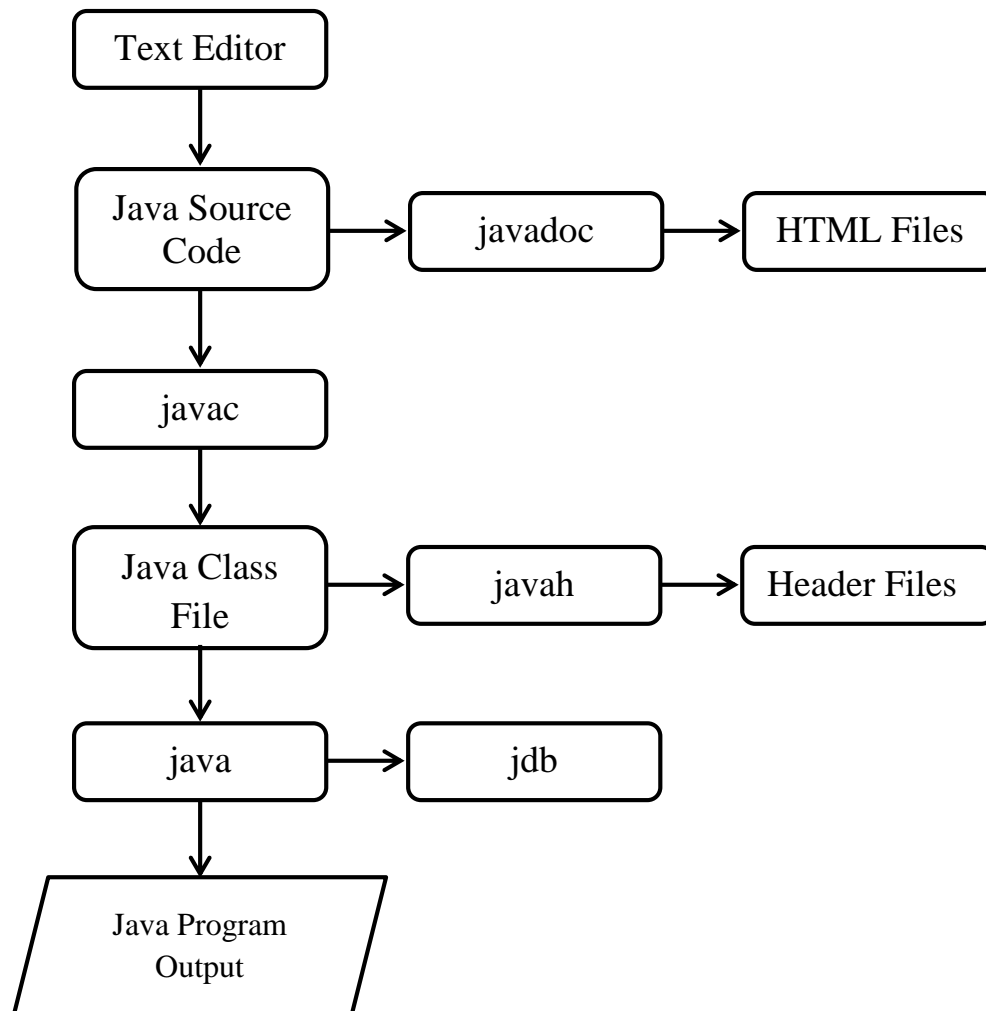 Text Editor
Java Source
Code
javadoc
HTML Files
javac
Java Class
File
javah
Header Files
java
jdb
Java Program
Output